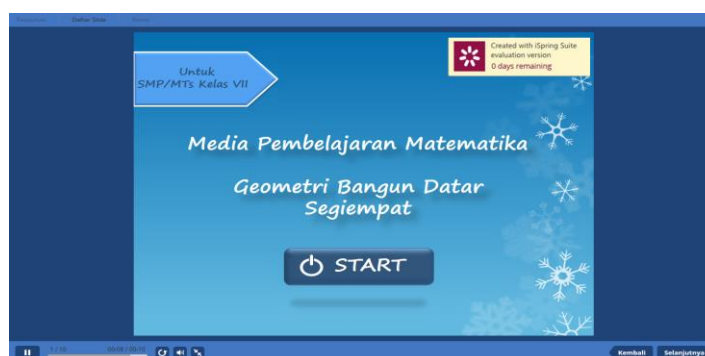 Daftar Slide
Created with iSpring Suite
evaluation version
0 days remaining
Untuk
SMP/MTs Kelas VII
Media Pembelajaran Matematika
Geometri Bangun Datar
Segiempat
START
Kembali
Selanjutnya